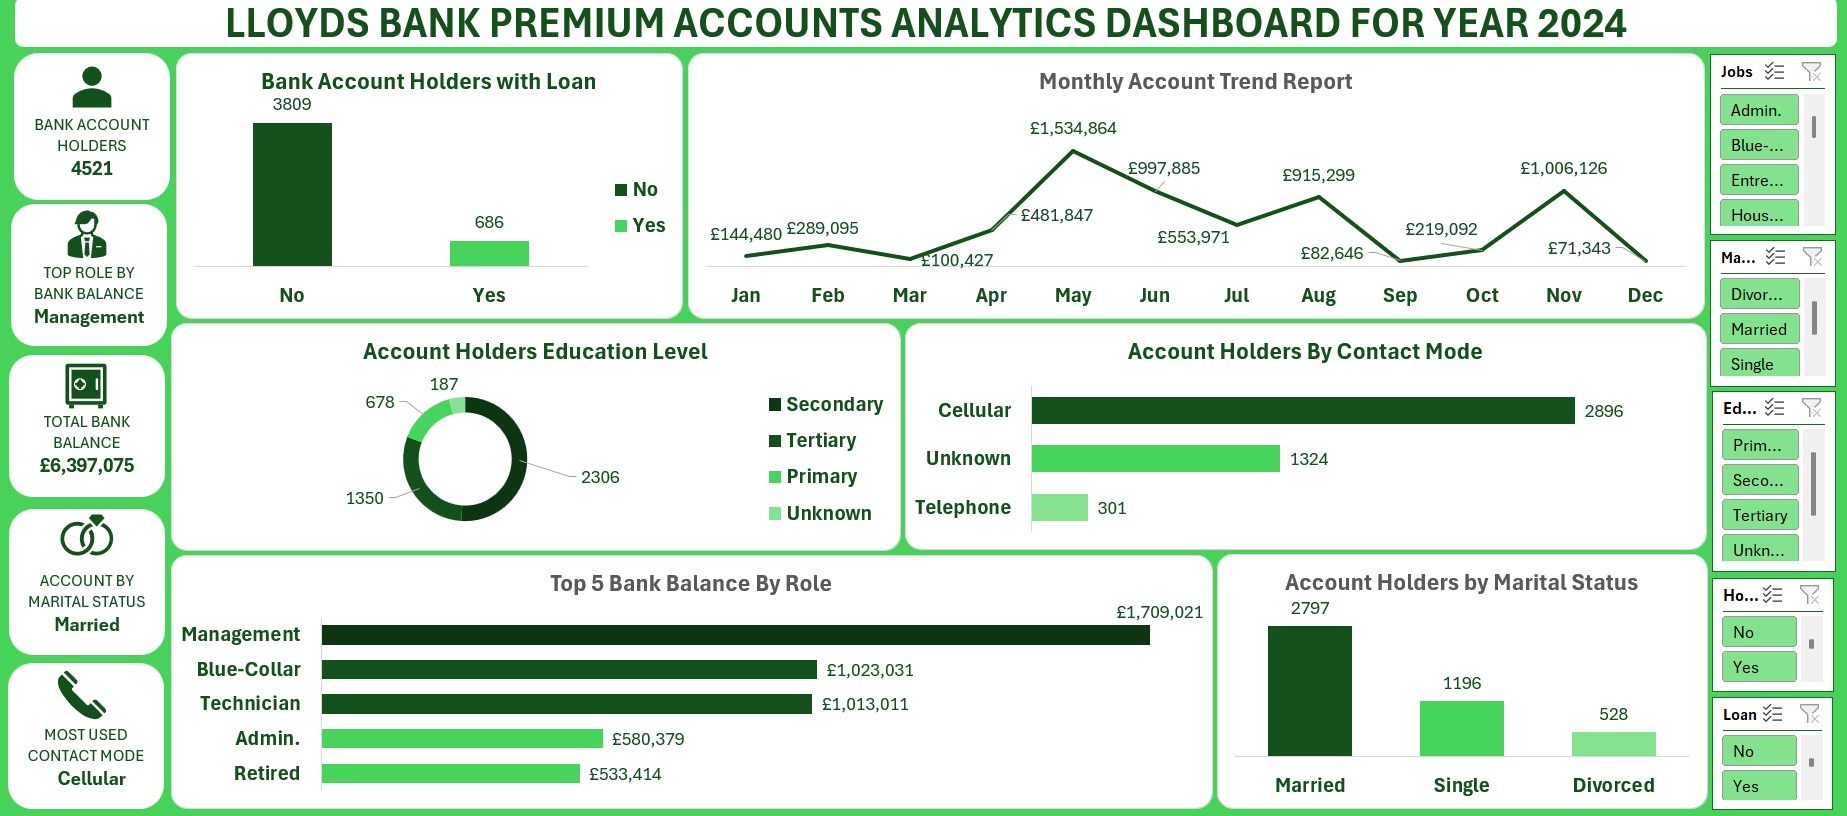 LLOYDS BANK PREMIUM ACCOUNTS ANALYTICS DASHBOARD FOR YEAR 2024
BANK ACCOUNT
HOLDERS
4521
TOP ROLE BY
BANK BALANCE
Management
TOTAL BANK
BALANCE
£6,397,075
ACCOUNT BY
MARITAL STATUS
Married
MOST USED
CONTACT MODE
Cellular
Bank Account Holders with Loan
3809
686
No
Yes
No
Yes
Monthly Account Trend Report
£144,480
£289,095
£100,427
£481,847
£1,534,864
£997,885
£553,971
£915,299
£82,646
£219,092
£1,006,126
£71,343
Jan Feb Mar Apr May Jun Jul Aug Sep Oct Nov Dec
Account Holders Education Level
187
678
1350
2306
Secondary
Tertiary
Primary
Unknown
Account Holders By Contact Mode
Cellular 2896
Unknown 1324
Telephone 301
Top 5 Bank Balance By Role
Management £1,709,021
Blue-Collar £1,023,031
Technician £1,013,011
Admin. £580,379
Retired £533,414
Account Holders by Marital Status
2797
1196
528
Married Single Divorced
Jobs
Admin.
Blue-...
Entre...
Hous...
Ma...
Divor...
Married
Single
Ed...
Prim...
Seco...
Tertiary
Unkn...
Ho...
No
Yes
Loan
No
Yes